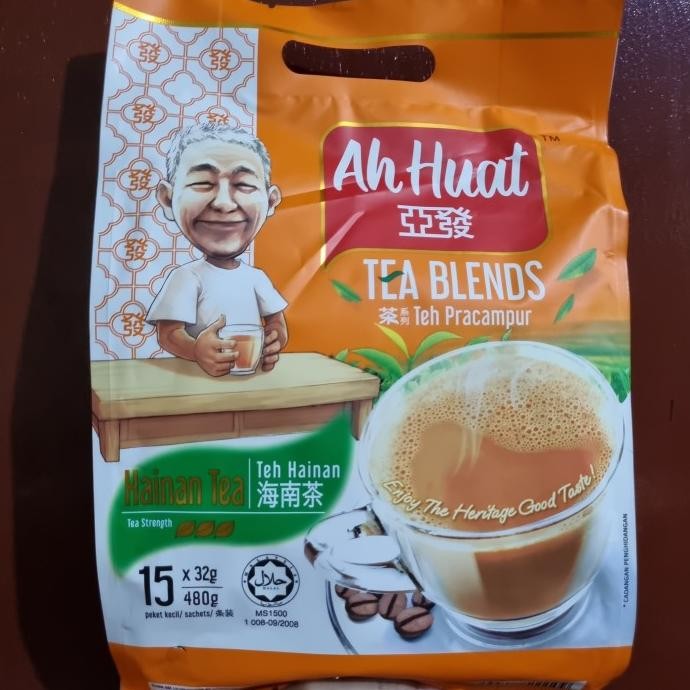 發 發
發
發
發
發
Ah Huat
TM
亞發
TEA BLENDS
茶系列 Teh Pracampur
Hainan Tea
Teh Hainan
海南茶
Tea Strength
Enjoy The Heritage Good Taste!
15 x 32g
480g
peket kecil/ sachets/ 条装
حلال
HALAL
MS1500
1 008-09/2008
* CADANGAN PENGHIDANGAN